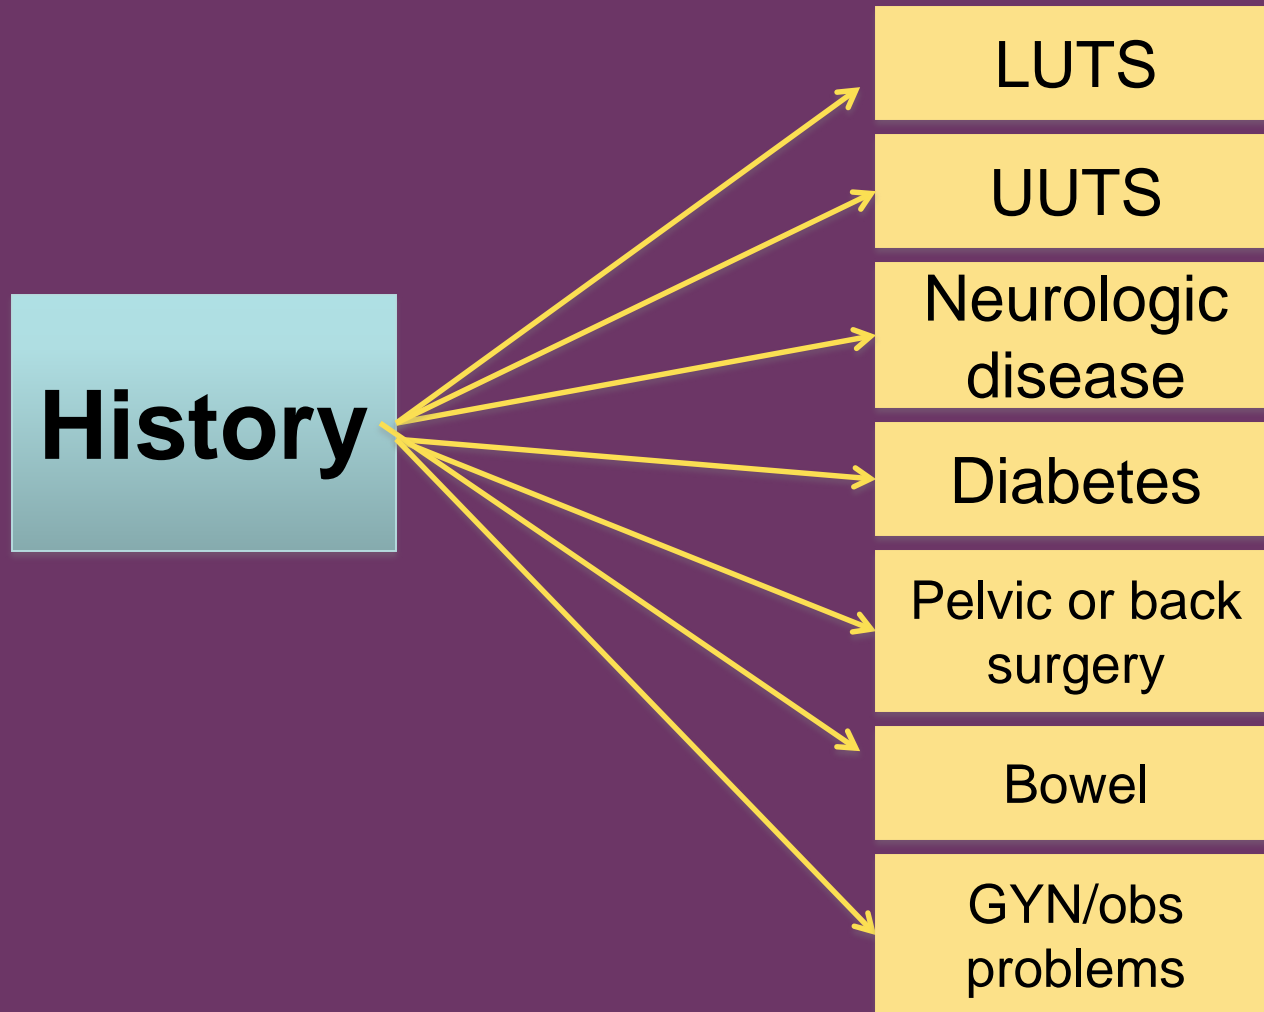 History
LUTS
UUTS
Neurologic
disease
Diabetes
Pelvic or back
surgery
Bowel
GYN/obs
problems